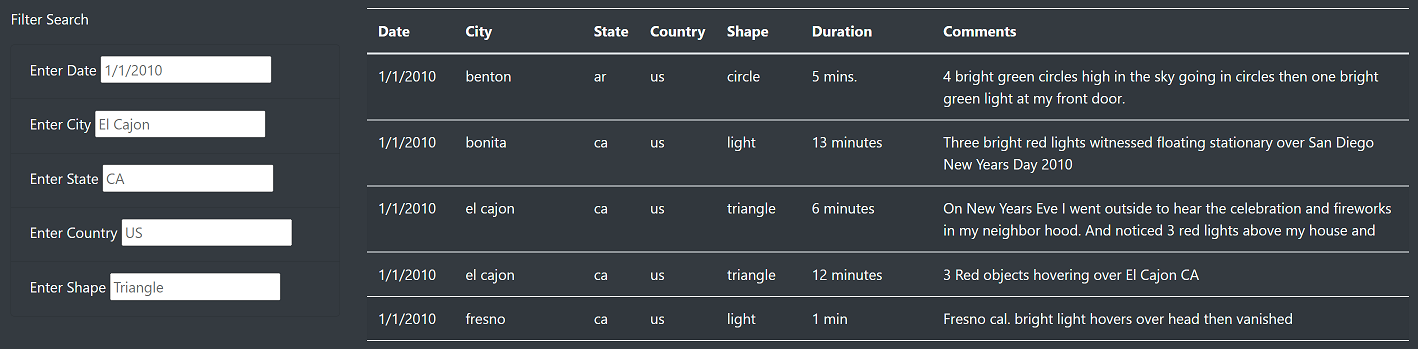 Filter Search
Enter Date 1/1/2010
Enter City El Cajon
Enter State CA
Enter Country US
Enter Shape Triangle
Date City State Country Shape Duration Comments
1/1/2010 benton ar us circle 5 mins. 4 bright green circles high in the sky going in circles then one bright
green light at my front door.
1/1/2010 bonita ca us light 13 minutes Three bright red lights witnessed floating stationary over San Diego
New Years Day 2010
1/1/2010 el cajon ca us triangle 6 minutes On New Years Eve I went outside to hear the celebration and fireworks
in my neighbor hood. And noticed 3 red lights above my house and
1/1/2010 el cajon ca us triangle 12 minutes 3 Red objects hovering over El Cajon CA
1/1/2010 fresno ca us light 1 min Fresno cal. bright light hovers over head then vanished